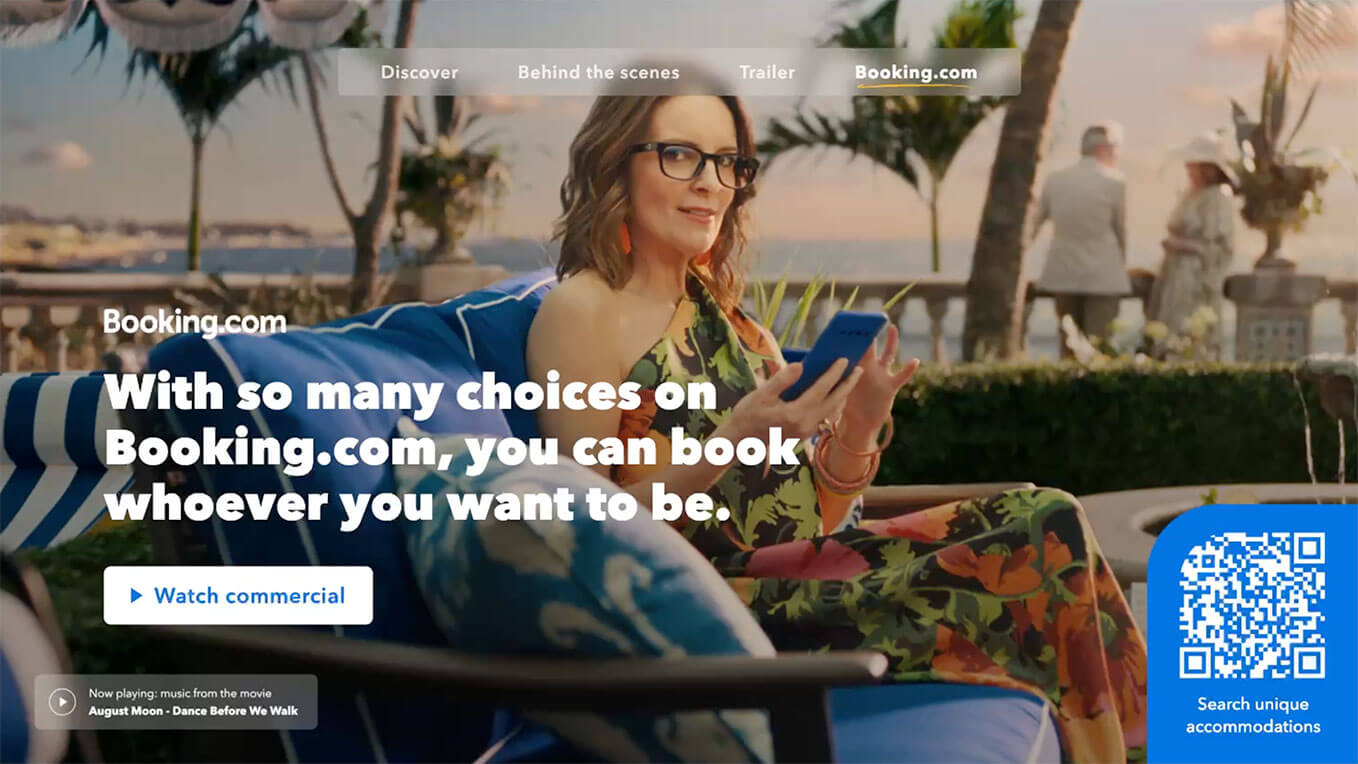 Discover
Behind the scenes
Trailer
Booking.com
Booking.com
With so many choices on
Booking.com, you can book
whoever you want to be.
Watch commercial
Now playing: music from the movie
August Moon - Dance Before We Walk
Search unique
accommodations